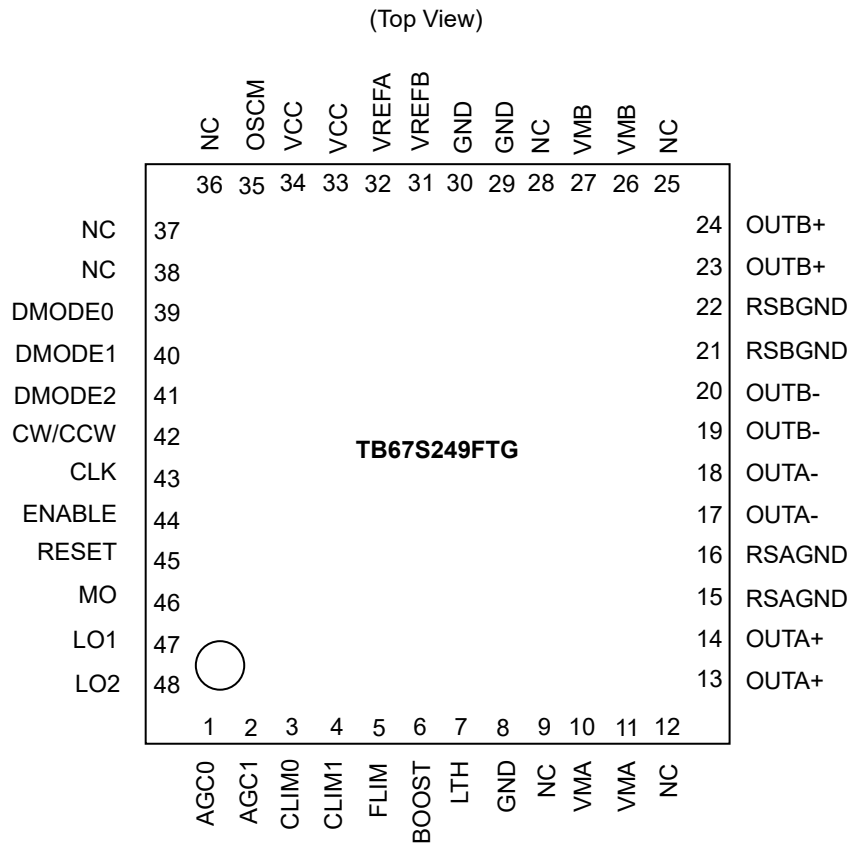 (Top View)
NC OSCM VCC VCC VREFA VREFB GND GND NC VMB VMB NC
36 35 34 33 32 31 30 29 28 27 26 25
NC 37
NC 38
DMODE0 39
DMODE1 40
DMODE2 41
CW/CCW 42
CLK 43
ENABLE 44
RESET 45
MO 46
LO1 47
LO2 48
TB67S249FTG
24 OUTB+
23 OUTB+
22 RSBGND
21 RSBGND
20 OUTB-
19 OUTB-
18 OUTA-
17 OUTA-
16 RSAGND
15 RSAGND
14 OUTA+
13 OUTA+
1 2 3 4 5 6 7 8 9 10 11 12
AGC0 AGC1 CLIM0 CLIM1 FLIM BOOST LTH GND NC VMA VMA NC